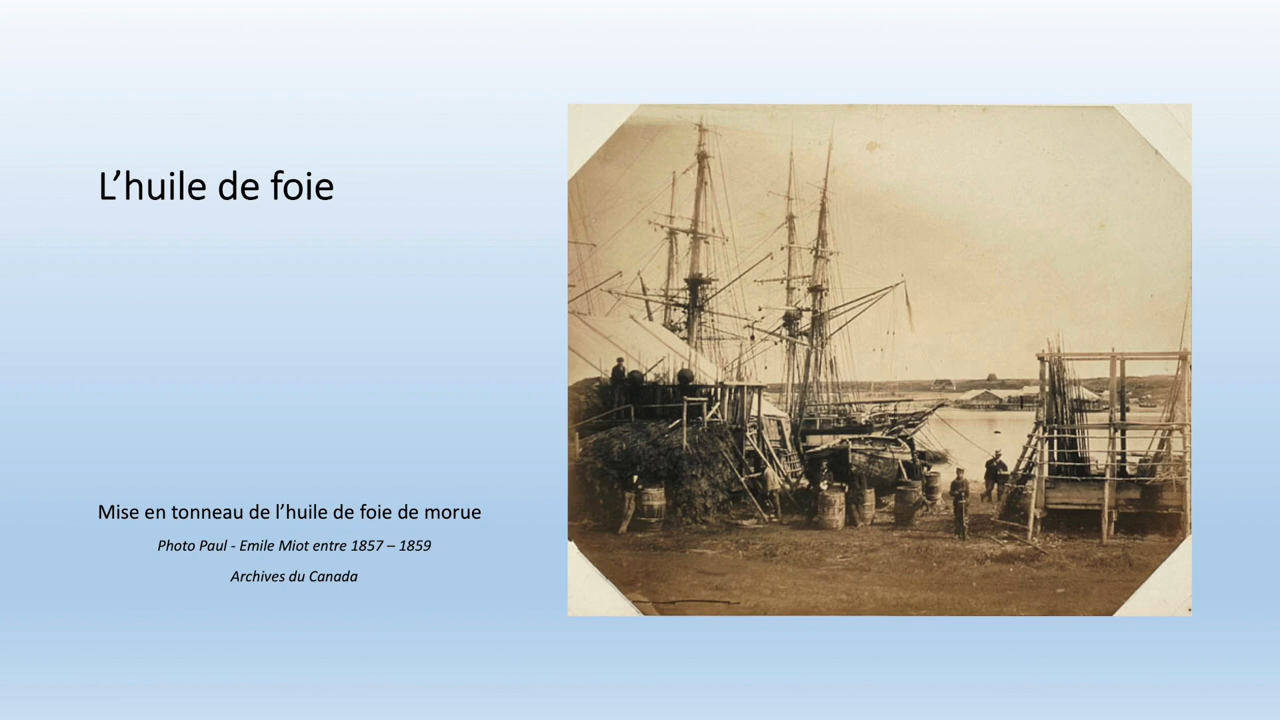 L’huile de foie
Mise en tonneau de l’huile de foie de morue
Photo Paul - Emile Miot entre 1857 – 1859
Archives du Canada